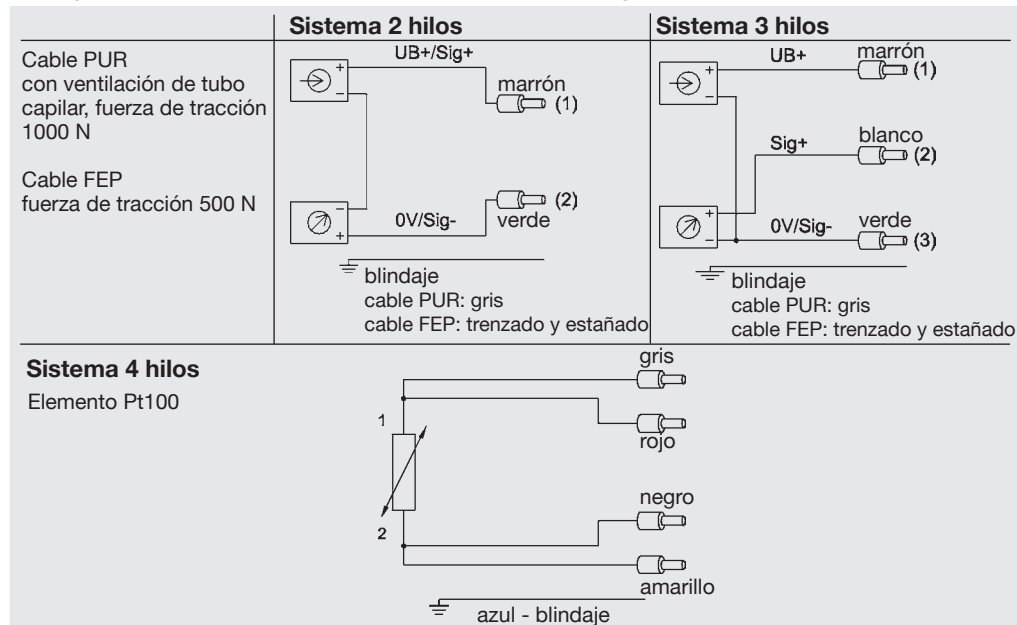 Sistema 2 hilos
Sistema 3 hilos
Cable PUR
con ventilación de tubo
capilar, fuerza de tracción
1000 N
Cable FEP
fuerza de tracción 500 N
UB+/Sig+
marrón
(1)
+
−
(2)
verde
−
+
0V/Sig-
blindaje
cable PUR: gris
cable FEP: trenzado y estañado
UB+
marrón
(1)
+
−
Sig+
blanco
(2)
+
−
0V/Sig-
verde
(3)
blindaje
cable PUR: gris
cable FEP: trenzado y estañado
Sistema 4 hilos
Elemento Pt100
gris
1
rojo
negro
2
amarillo
azul - blindaje